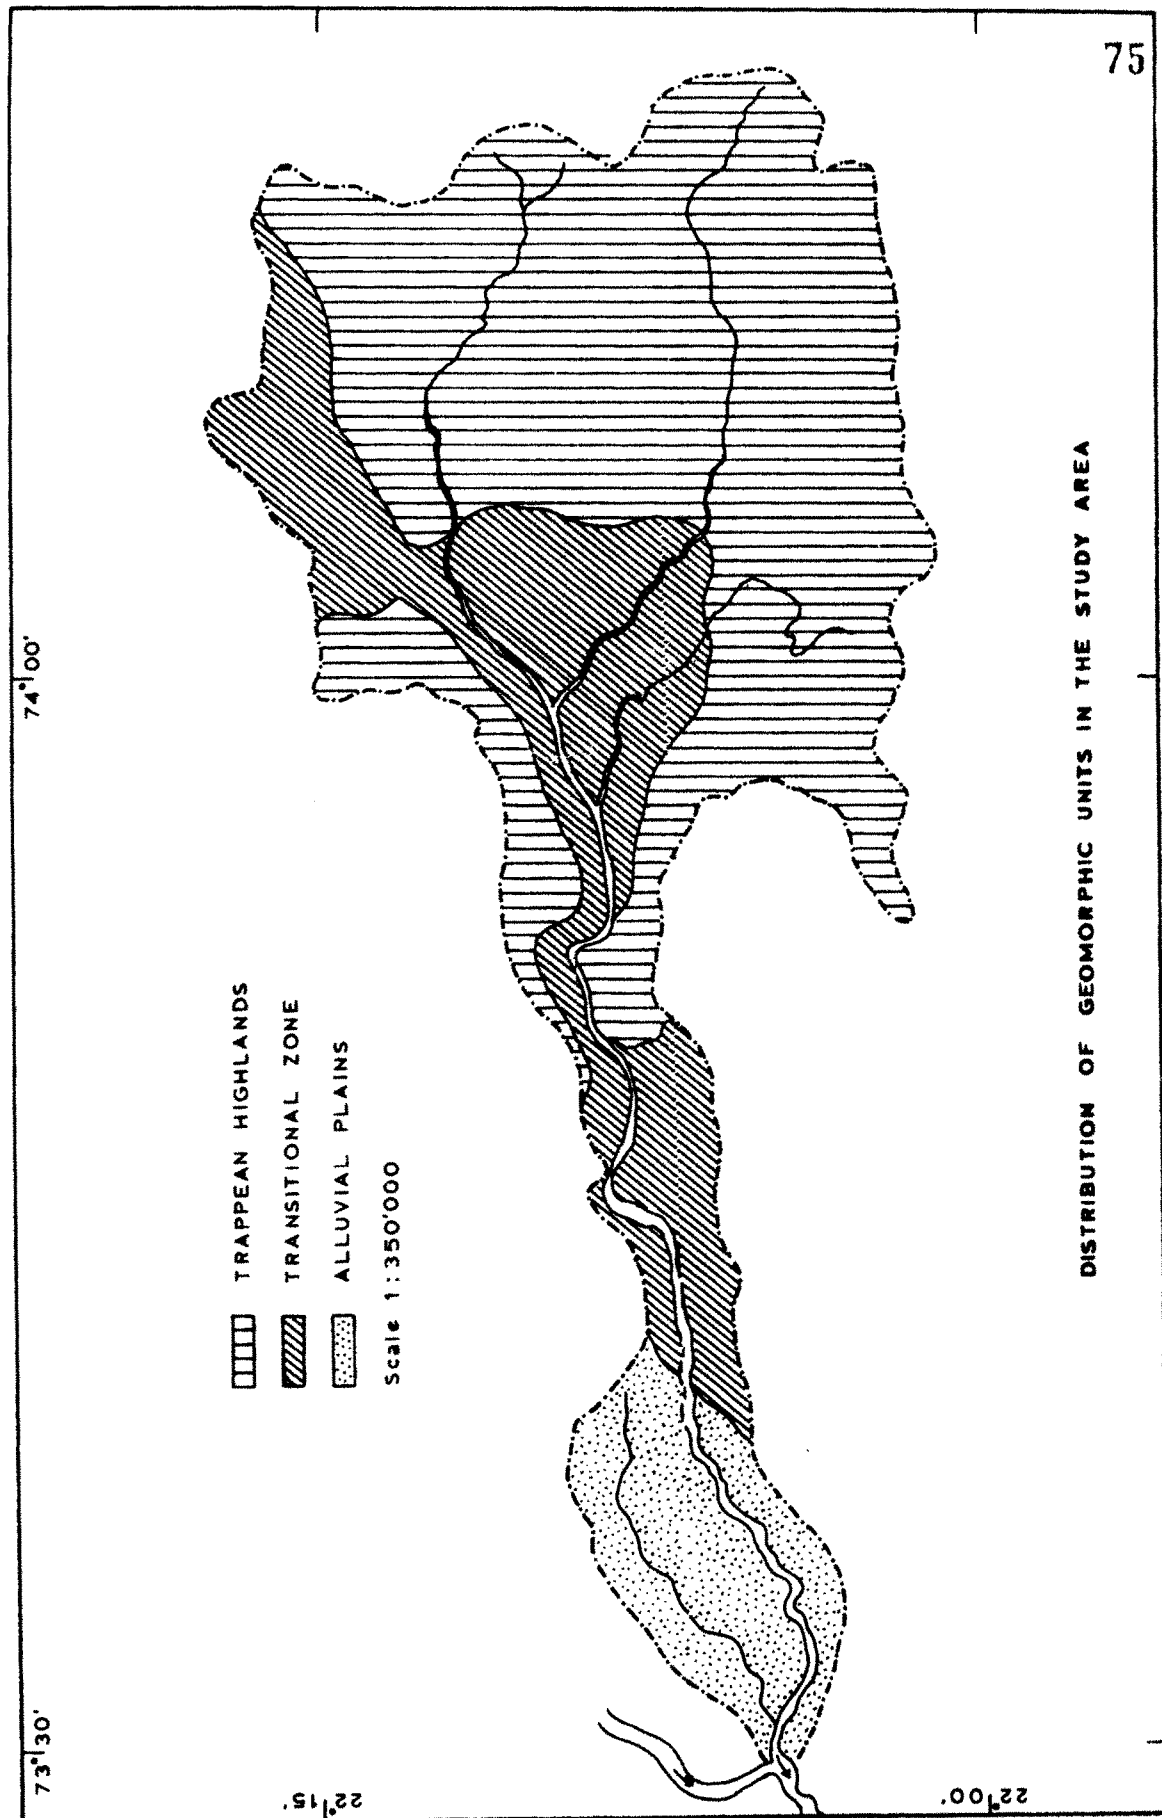 75
74° 00'
73° 30'
22° 15'
22° 00'
TRAPPEAN HIGHLANDS
TRANSITIONAL ZONE
ALLUVIAL PLAINS
Scale 1:350'000
DISTRIBUTION OF GEOMORPHIC UNITS IN THE STUDY AREA